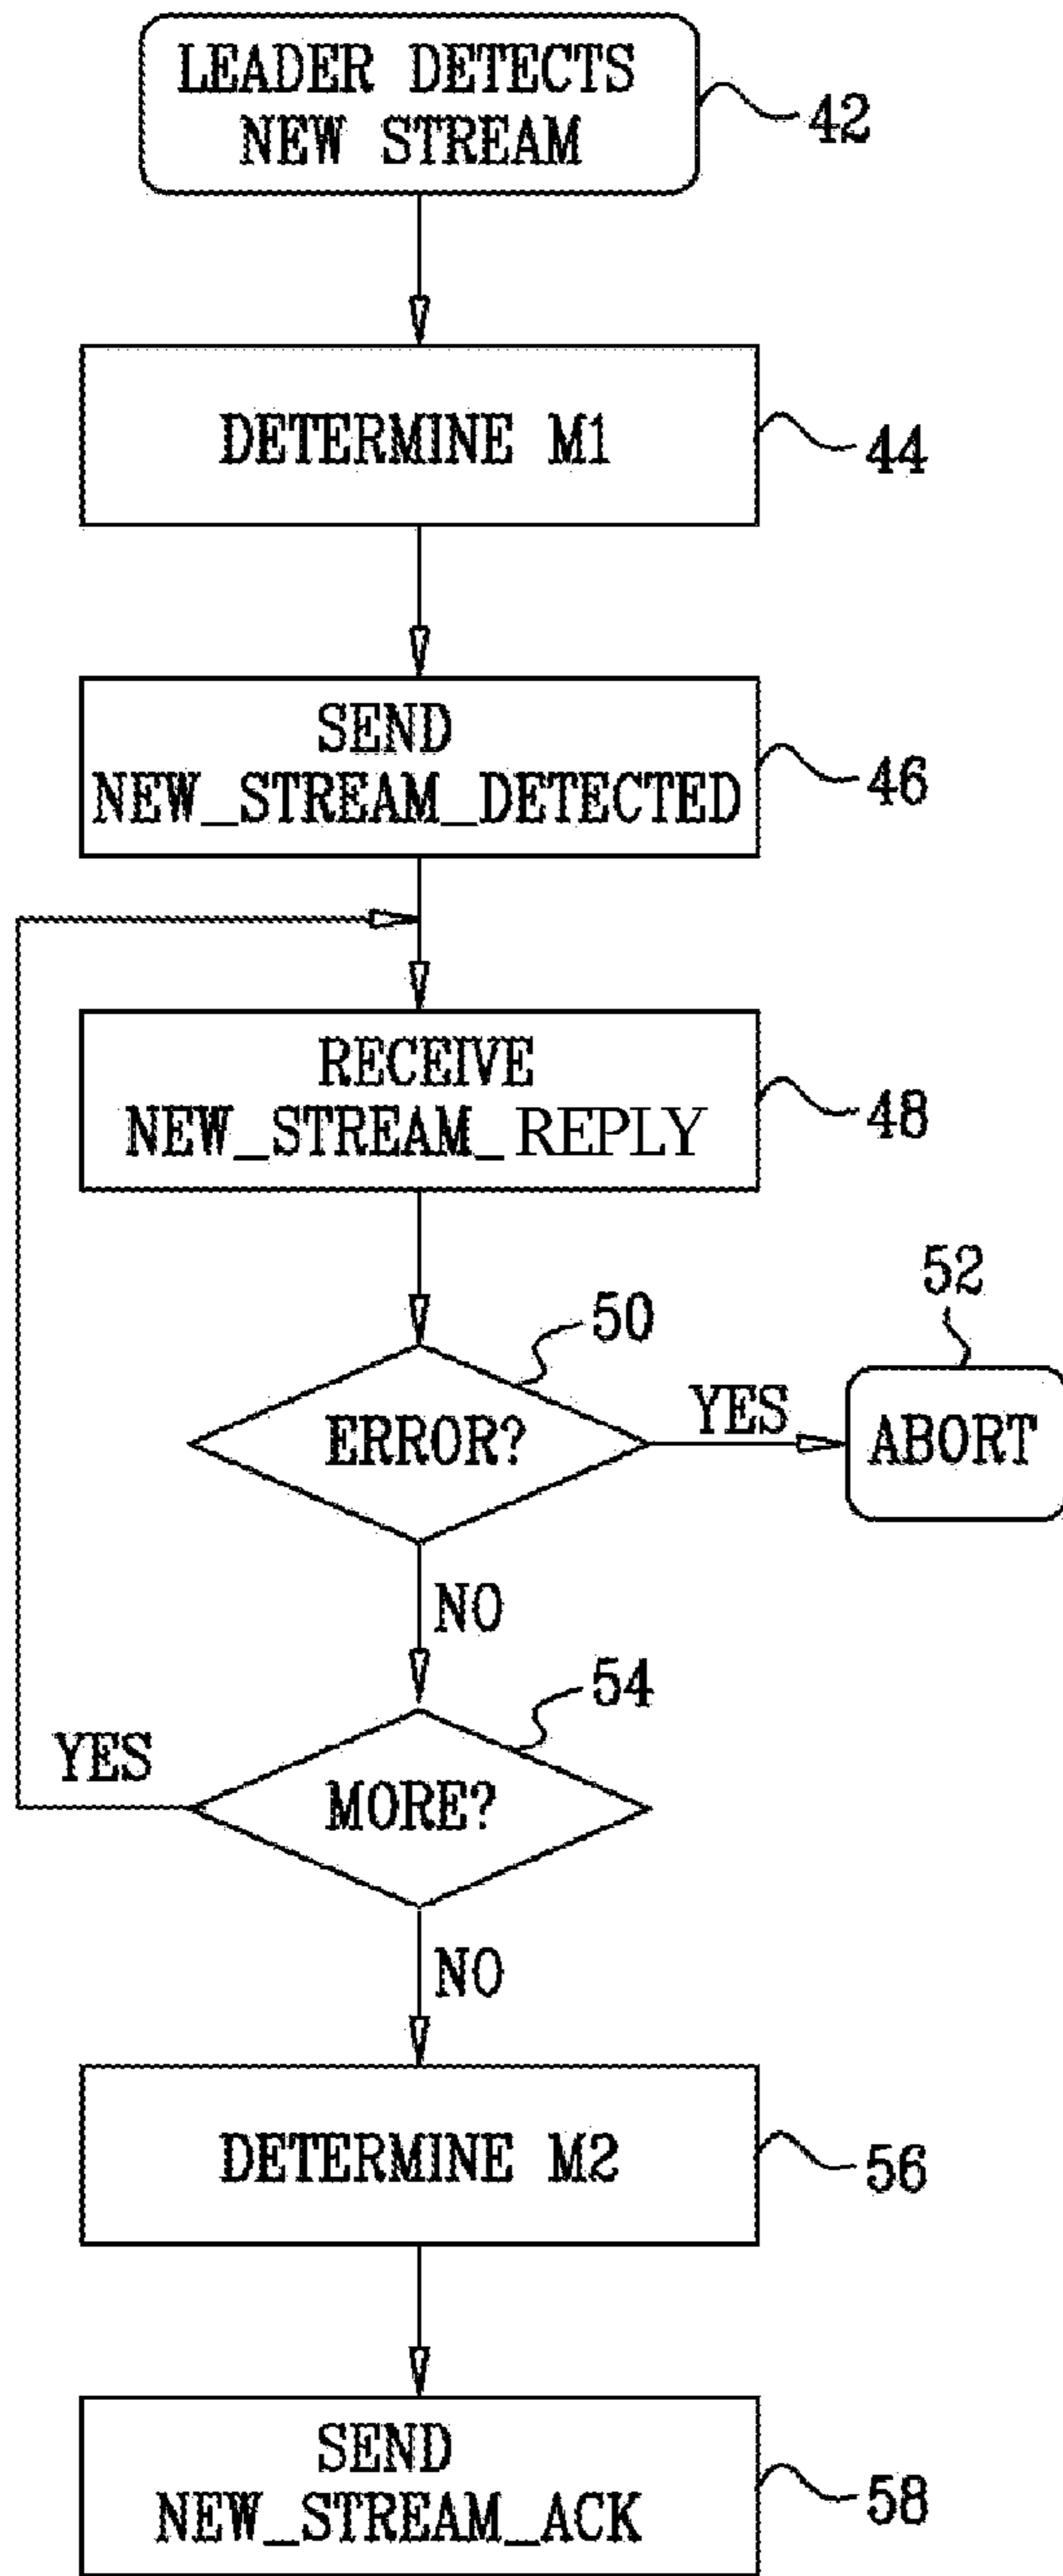 LEADER DETECTS
NEW STREAM
42
DETERMINE M1
44
SEND
NEW_STREAM_DETECTED
46
RECEIVE
NEW_STREAM_REPLY
48
50
52
ERROR?
YES
ABORT
NO
54
YES
MORE?
NO
DETERMINE M2
56
SEND
NEW_STREAM_ACK
58